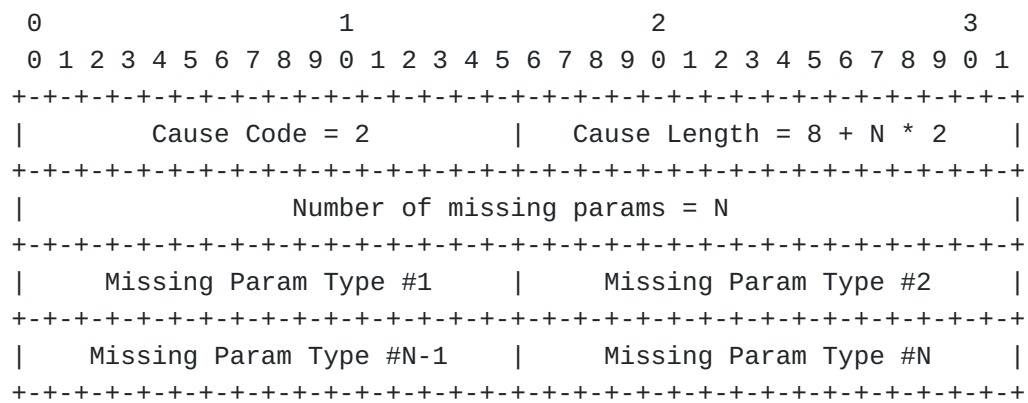 0                   1                   2                   3
 0 1 2 3 4 5 6 7 8 9 0 1 2 3 4 5 6 7 8 9 0 1 2 3 4 5 6 7 8 9 0 1
+-+-+-+-+-+-+-+-+-+-+-+-+-+-+-+-+-+-+-+-+-+-+-+-+-+-+-+-+-+-+-+-+
|        Cause Code = 2         |   Cause Length = 8 + N * 2    |
+-+-+-+-+-+-+-+-+-+-+-+-+-+-+-+-+-+-+-+-+-+-+-+-+-+-+-+-+-+-+-+-+
|                 Number of missing params = N                  |
+-+-+-+-+-+-+-+-+-+-+-+-+-+-+-+-+-+-+-+-+-+-+-+-+-+-+-+-+-+-+-+-+
|     Missing Param Type #1     |     Missing Param Type #2     |
+-+-+-+-+-+-+-+-+-+-+-+-+-+-+-+-+-+-+-+-+-+-+-+-+-+-+-+-+-+-+-+-+
|    Missing Param Type #N-1    |     Missing Param Type #N     |
+-+-+-+-+-+-+-+-+-+-+-+-+-+-+-+-+-+-+-+-+-+-+-+-+-+-+-+-+-+-+-+-+